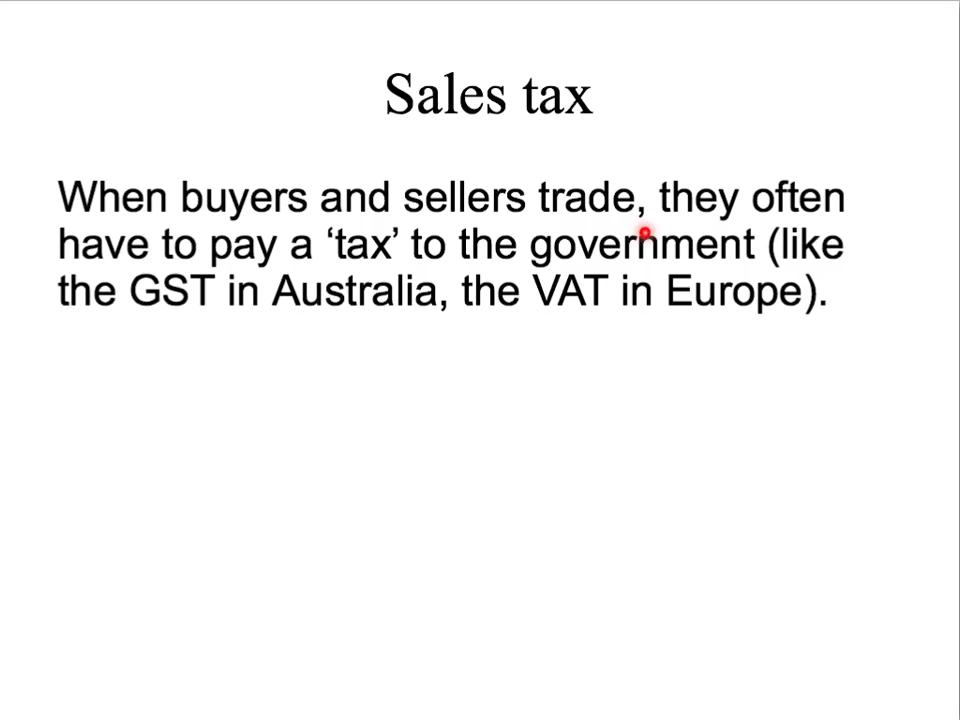 Sales tax
When buyers and sellers trade, they often
have to pay a ‘tax’ to the government (like
the GST in Australia, the VAT in Europe).